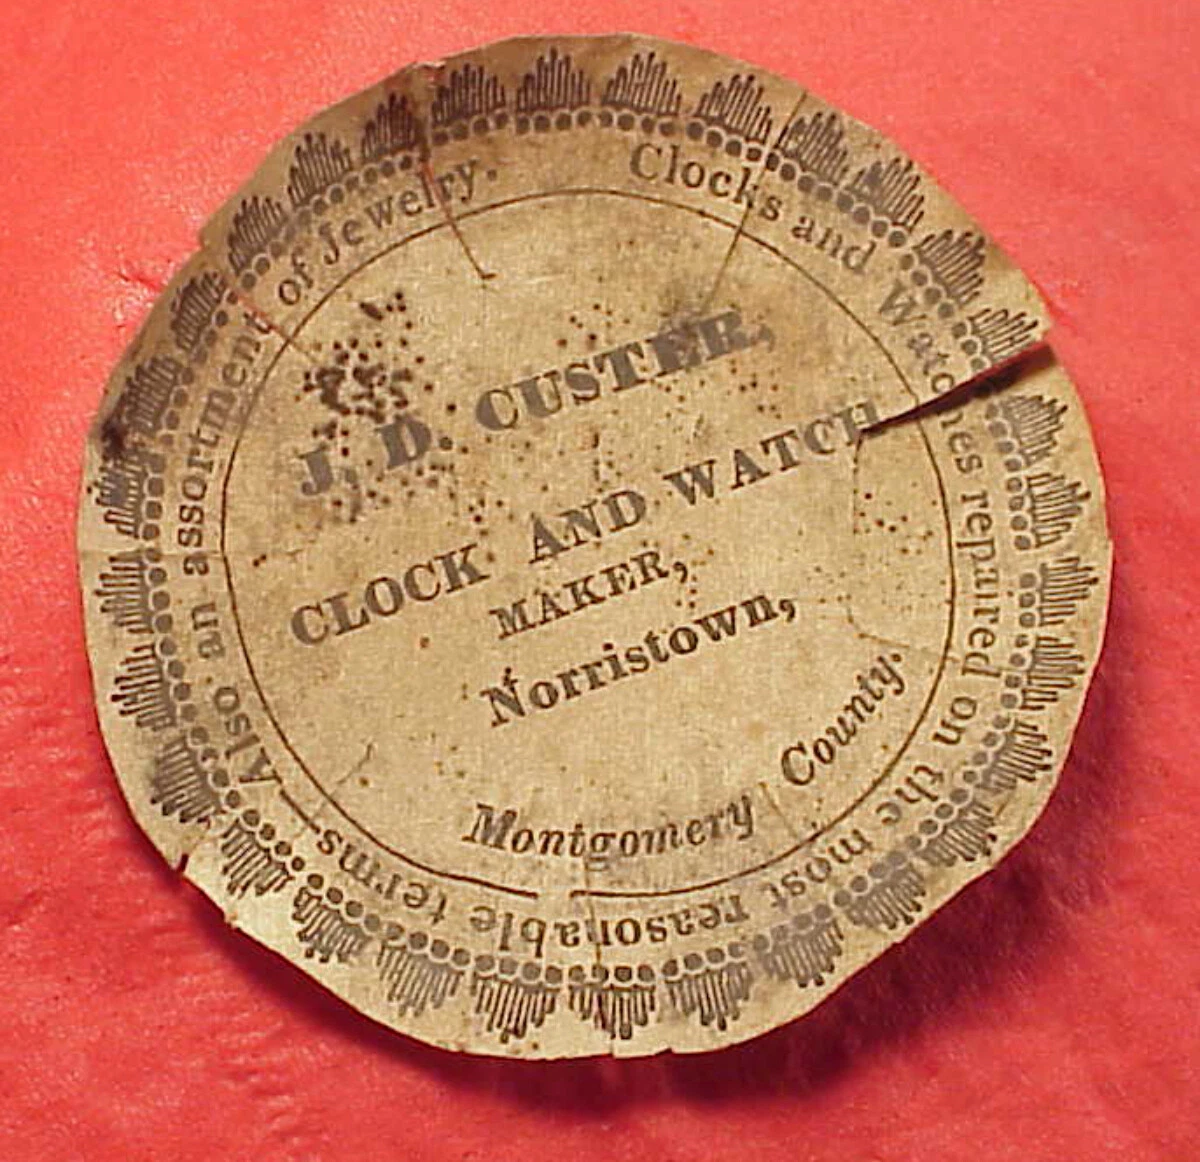 J. D. CUSTER,
CLOCK AND WATCH
MAKER,
Norristown,
Montgomery County.
Clocks and Watches repaired on the most reasonable terms—Also an assortment of Jewelry.